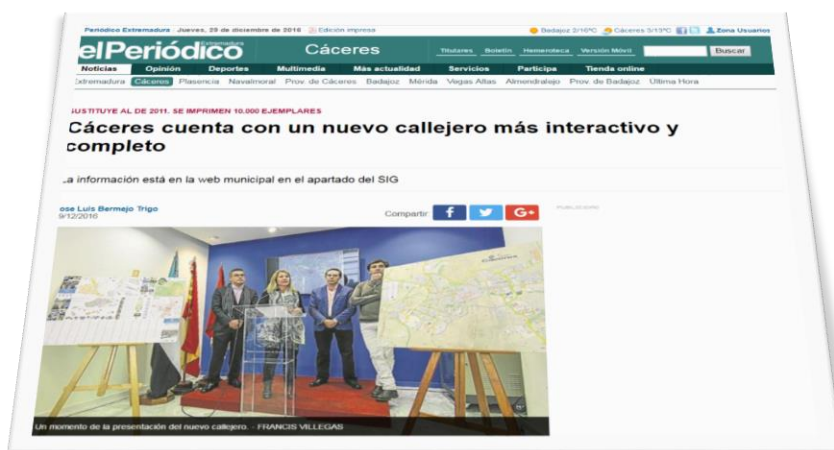 Periódico Extremadura Jueves, 29 de diciembre de 2016 Edición impresa Badajoz 2/16ºC Cáceres 5/13ºC Zona Usuarios
elPeriódico Extremadura Cáceres Titulares Boletín Hemeroteca Versión Móvil Buscar
Noticias Opinión Deportes Multimedia Más actualidad Servicios Participa Tienda online
Extremadura Cáceres Plasencia Navalmoral Prov. de Cáceres Badajoz Mérida Vegas Altas Almendralejo Prov. de Badajoz Última Hora
SUSTITUYE AL DE 2011. SE IMPRIMEN 10.000 EJEMPLARES
Cáceres cuenta con un nuevo callejero más interactivo y
completo
La información está en la web municipal en el apartado del SIG
ose Luis Bermejo Trigo
9/12/2016
Compartir: f G+
PUBLICIDAD
Un momento de la presentación del nuevo callejero. - FRANCIS VILLEGAS